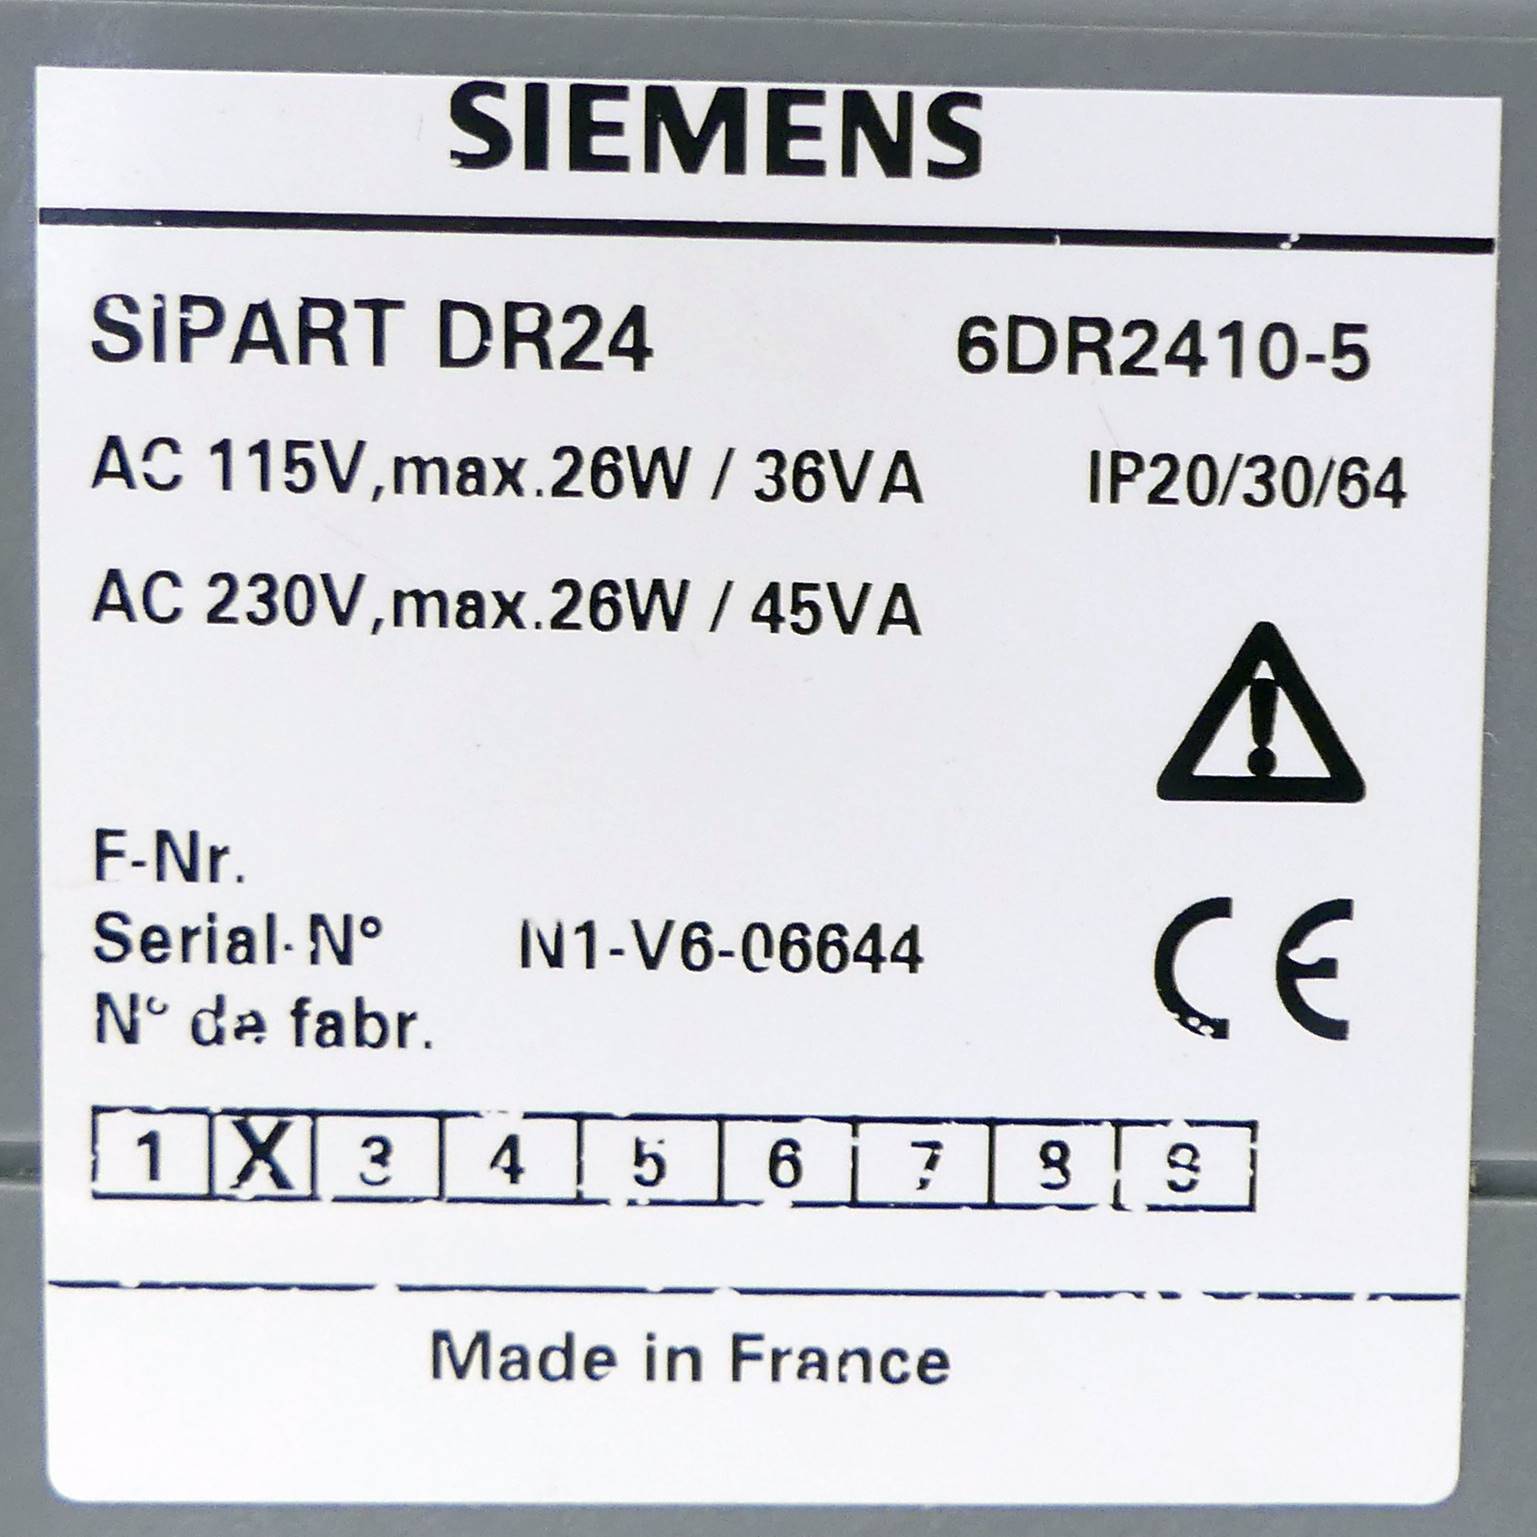 SIEMENS
SIPART DR24 6DR2410-5
AC 115V,max.26W / 36VA IP20/30/64
AC 230V,max.26W / 45VA
F-Nr.
Serial-N° N1-V6-06644
N° de fabr.
CE
1 X 3 4 5 6 7 8 9
Made in France